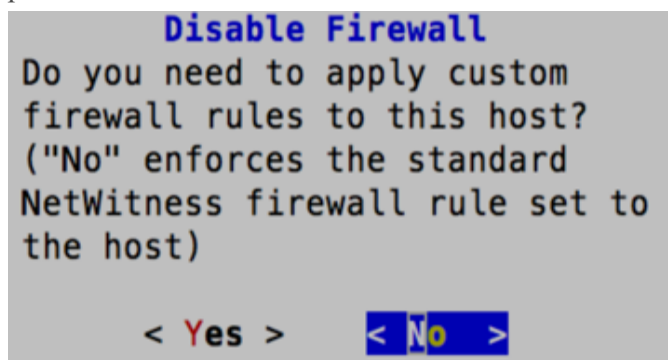 Disable Firewall
Do you need to apply custom
firewall rules to this host?
("No" enforces the standard
NetWitness firewall rule set to
the host)
< Yes > < No >